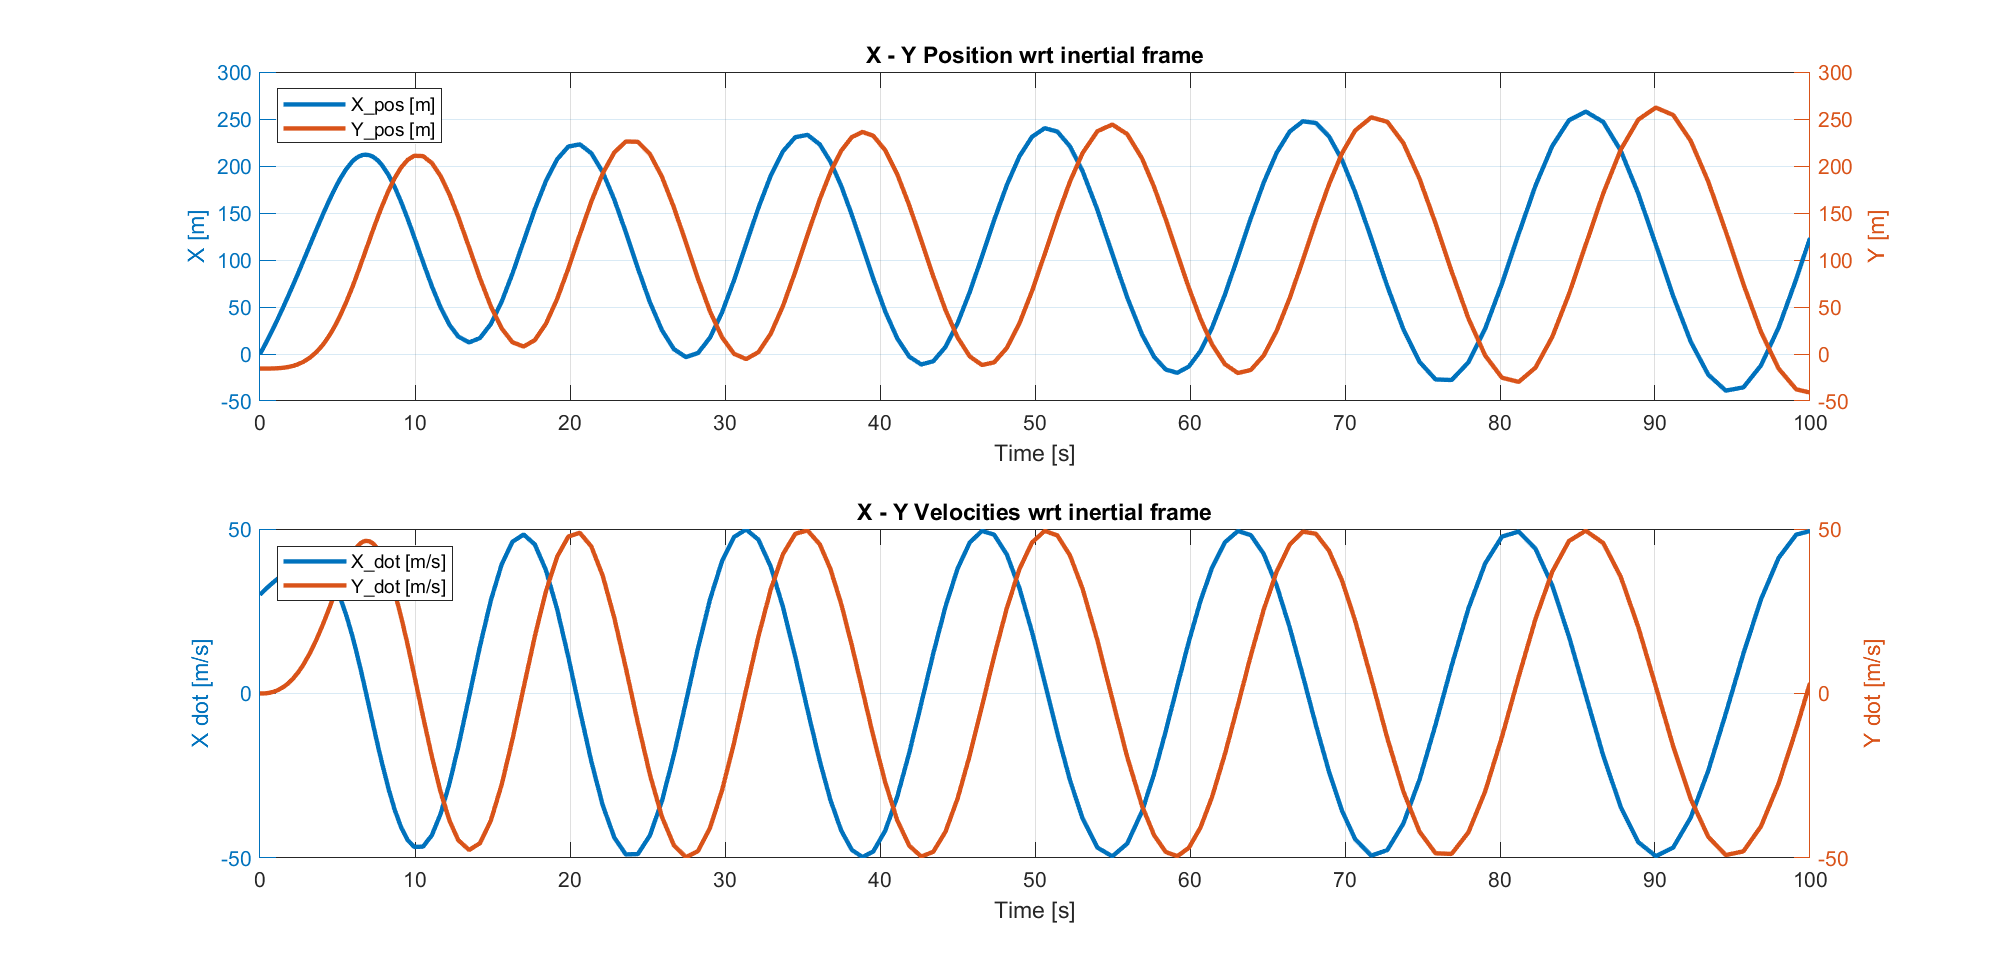 X - Y Position wrt inertial frame
300
250
200
150
100
50
0
-50
X [m]
X_pos [m]
Y_pos [m]
300
250
200
150
100
50
0
-50
Y [m]
0 10 20 30 40 50 60 70 80 90 100
Time [s]
X - Y Velocities wrt inertial frame
50
0
-50
X dot [m/s]
X_dot [m/s]
Y_dot [m/s]
50
0
-50
Y dot [m/s]
0 10 20 30 40 50 60 70 80 90 100
Time [s]